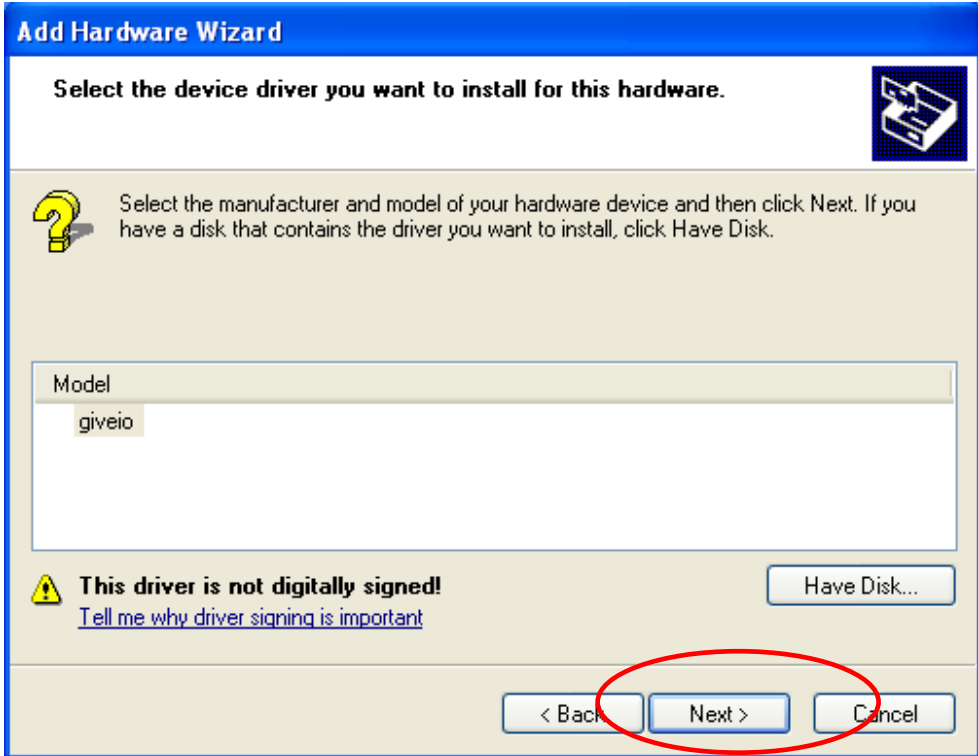 Add Hardware Wizard
Select the device driver you want to install for this hardware.
Select the manufacturer and model of your hardware device and then click Next. If you
have a disk that contains the driver you want to install, click Have Disk.
Model
giveio
This driver is not digitally signed!
Have Disk...
Tell me why driver signing is important
< Back
Next >
Cancel